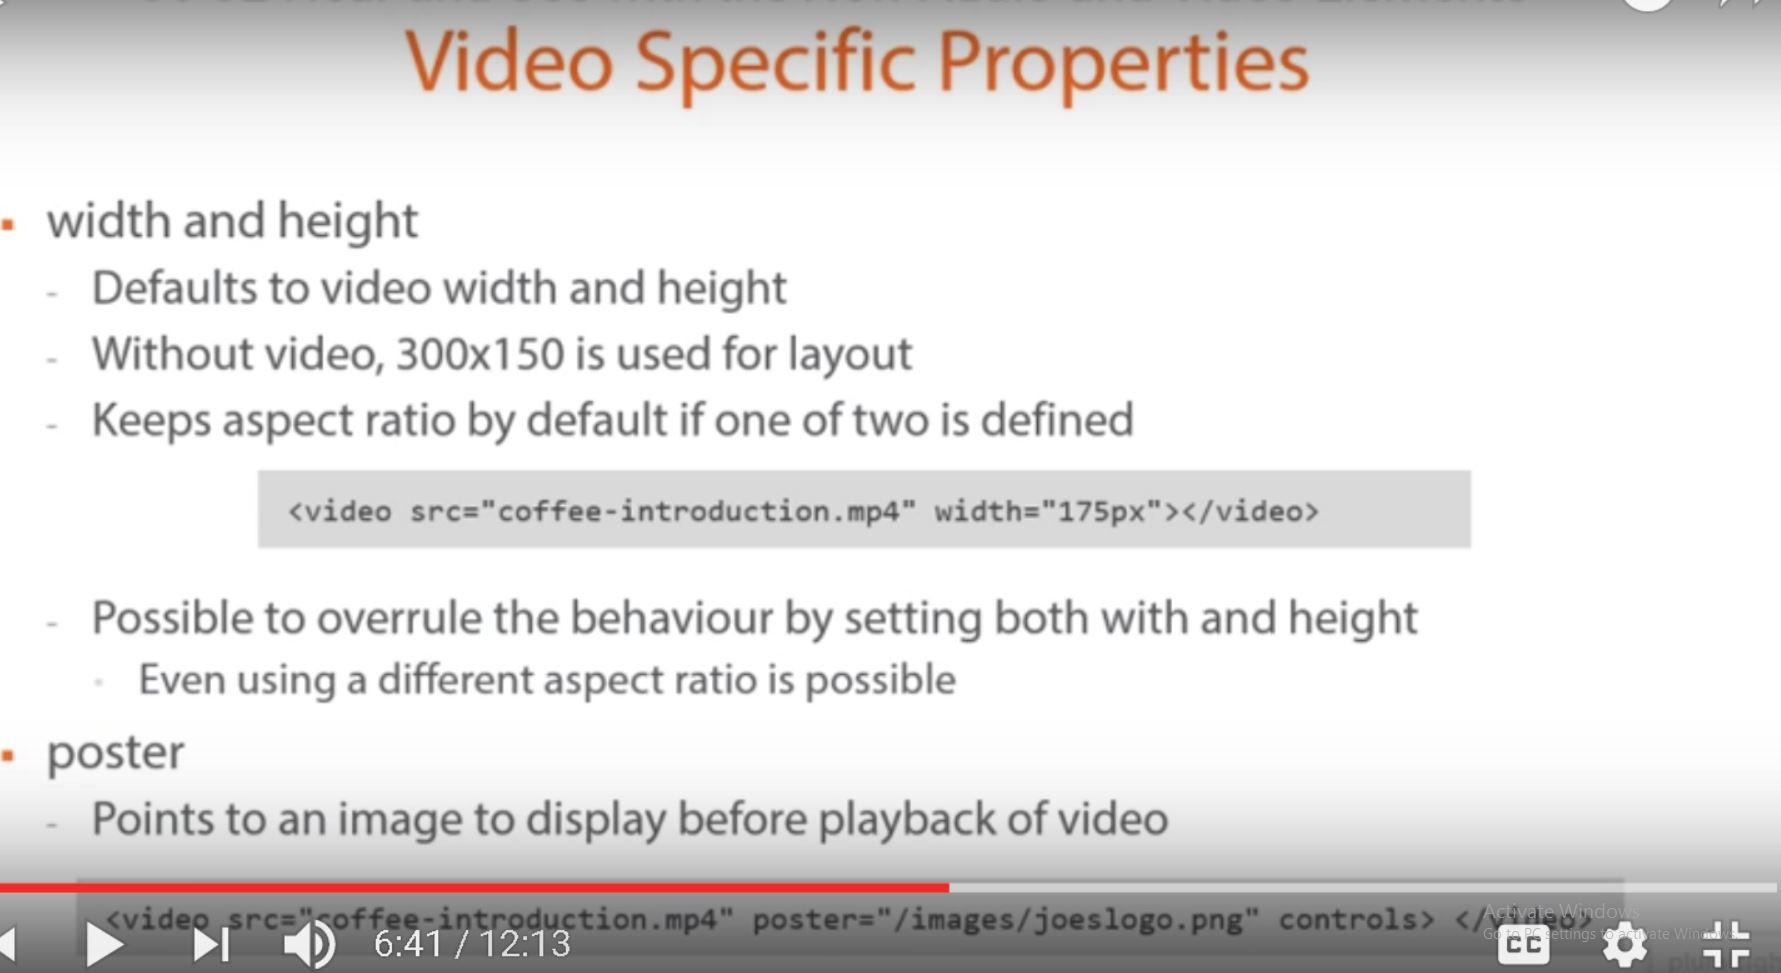 Video Specific Properties
width and height
- Defaults to video width and height
- Without video, 300x150 is used for layout
- Keeps aspect ratio by default if one of two is defined
<video src="coffee-introduction.mp4" width="175px"></video>
- Possible to overrule the behaviour by setting both with and height
Even using a different aspect ratio is possible
poster
- Points to an image to display before playback of video
<video src="coffee-introduction.mp4" poster="/images/joeslogo.png" controls> </video>
Activate Windows
Go to PC settings to activate Windows.
6:41 / 12:13
CC